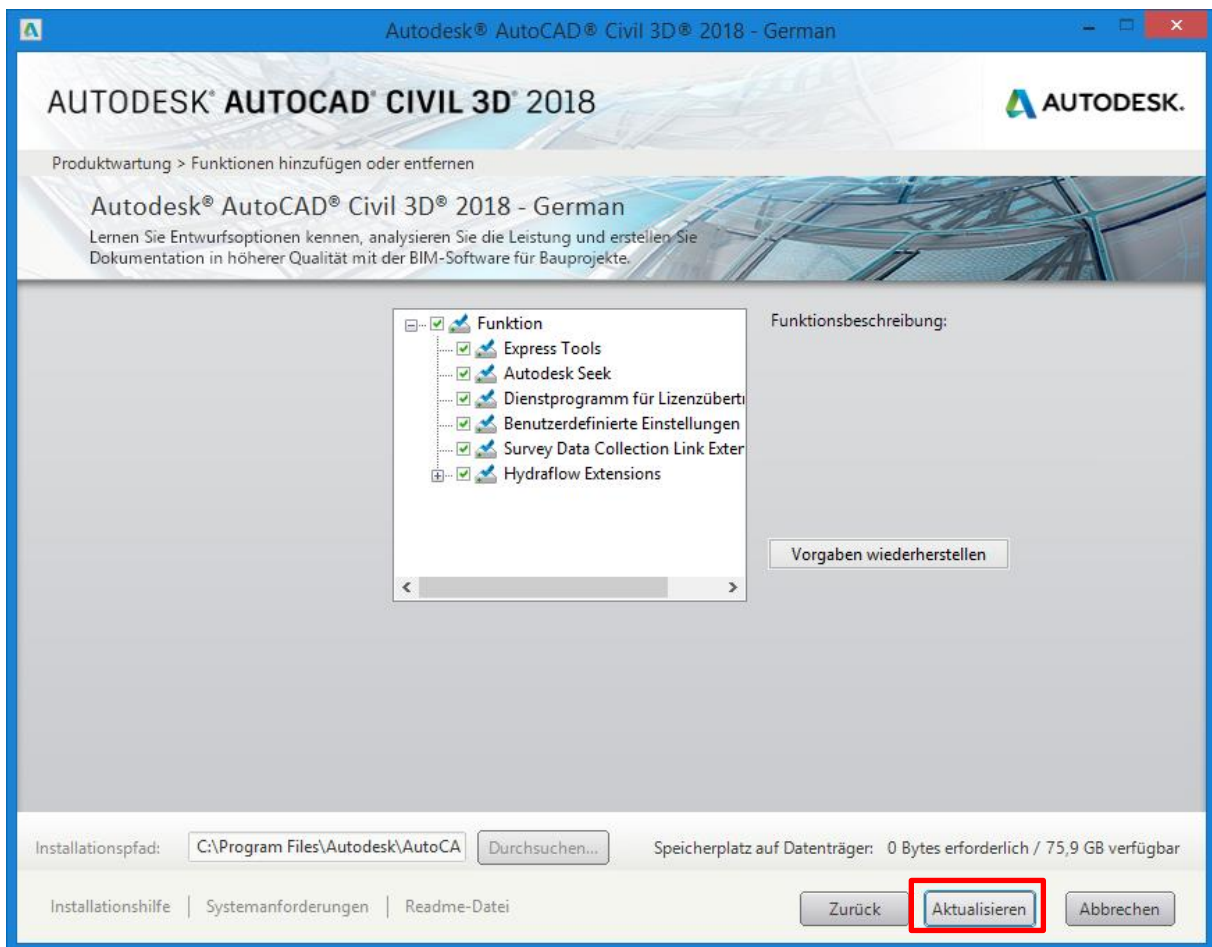 Autodesk® AutoCAD® Civil 3D® 2018 - German
AUTODESK® AUTOCAD® CIVIL 3D® 2018
AUTODESK.
Produktwartung > Funktionen hinzufügen oder entfernen
Autodesk® AutoCAD® Civil 3D® 2018 - German
Lernen Sie Entwurfsoptionen kennen, analysieren Sie die Leistung und erstellen Sie
Dokumentation in höherer Qualität mit der BIM-Software für Bauprojekte.
Funktion
Express Tools
Autodesk Seek
Dienstprogramm für Lizenzübertr
Benutzerdefinierte Einstellungen
Survey Data Collection Link Exter
Hydraflow Extensions
Funktionsbeschreibung:
Vorgaben wiederherstellen
Installationspfad: C:\Program Files\Autodesk\AutoCA Durchsuchen... Speicherplatz auf Datenträger: 0 Bytes erforderlich / 75,9 GB verfügbar
Installationshilfe | Systemanforderungen | Readme-Datei Zurück Aktualisieren Abbrechen